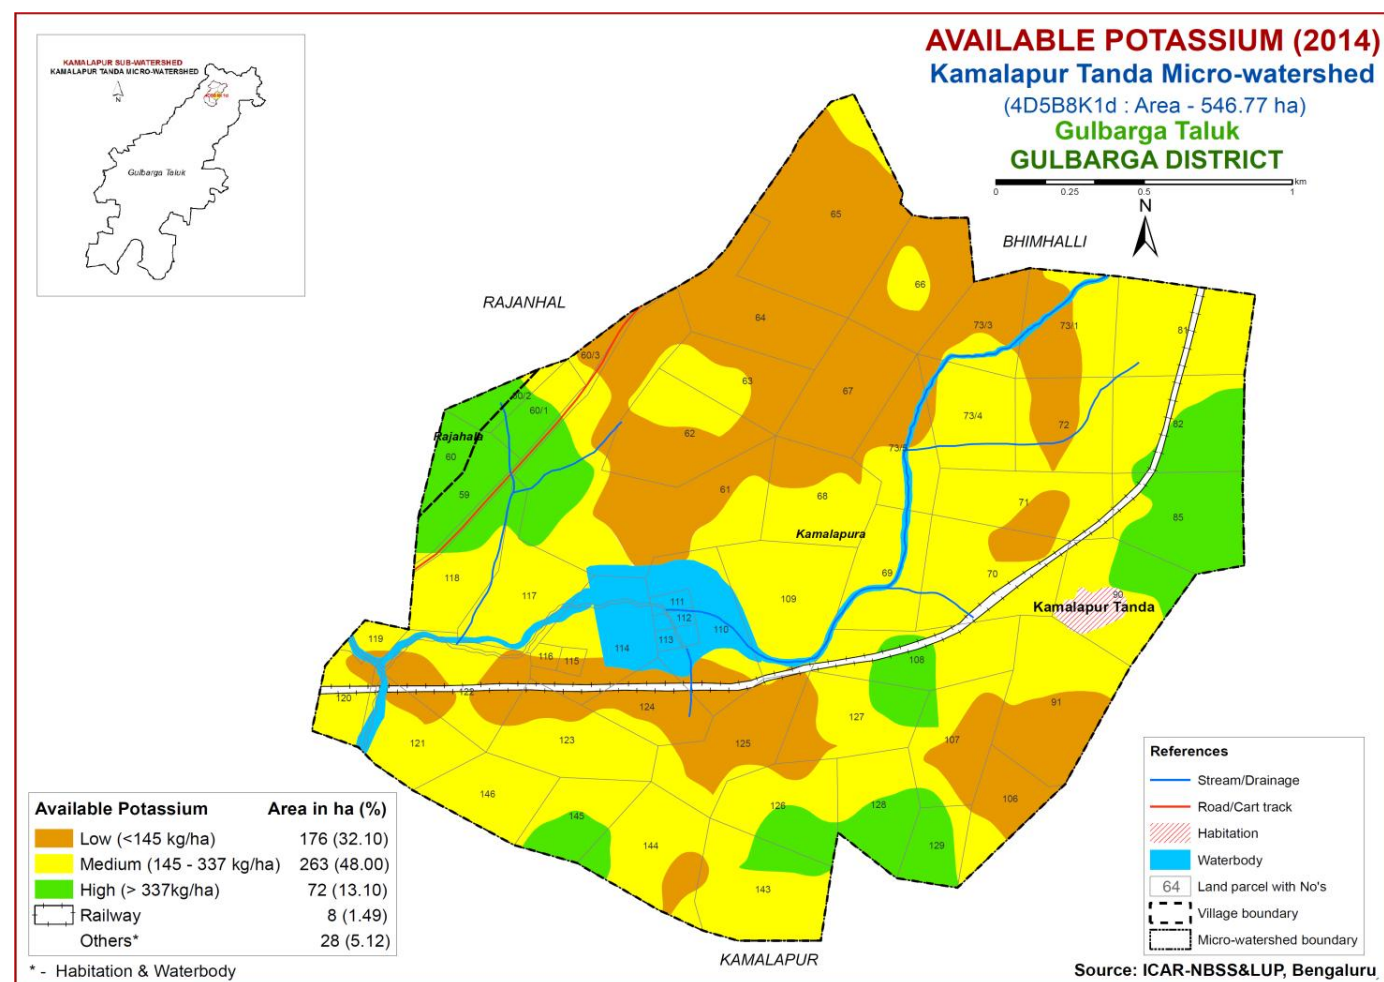 AVAILABLE POTASSIUM (2014)
Kamalapur Tanda Micro-watershed
(4D5B8K1d : Area - 546.77 ha)
Gulbarga Taluk
GULBARGA DISTRICT
0 0.25 0.5 1 km
N
KAMALAPUR SUB-WATERSHED
KAMALAPUR TANDA MICRO-WATERSHED
N
Gulbarga Taluk
BHIMHALLI
RAJANHAL
65
66
64
73/3
73/1
81
60/3
63
67
60/2
60/1
62
73/4
72
82
Rajahala
60
73/5
59
61
68
71
85
Kamalapura
118
117
69
70
109
90
Kamalapur Tanda
111
112
110
113
114
119
116
115
108
120
122
124
127
91
121
123
125
107
146
145
126
128
106
144
129
143
KAMALAPUR
Available Potassium Area in ha (%)
Low (<145 kg/ha) 176 (32.10)
Medium (145 - 337 kg/ha) 263 (48.00)
High (> 337kg/ha) 72 (13.10)
Railway 8 (1.49)
Others* 28 (5.12)
* - Habitation & Waterbody
References
Stream/Drainage
Road/Cart track
Habitation
Waterbody
64 Land parcel with No's
Village boundary
Micro-watershed boundary
Source: ICAR-NBSS&LUP, Bengaluru